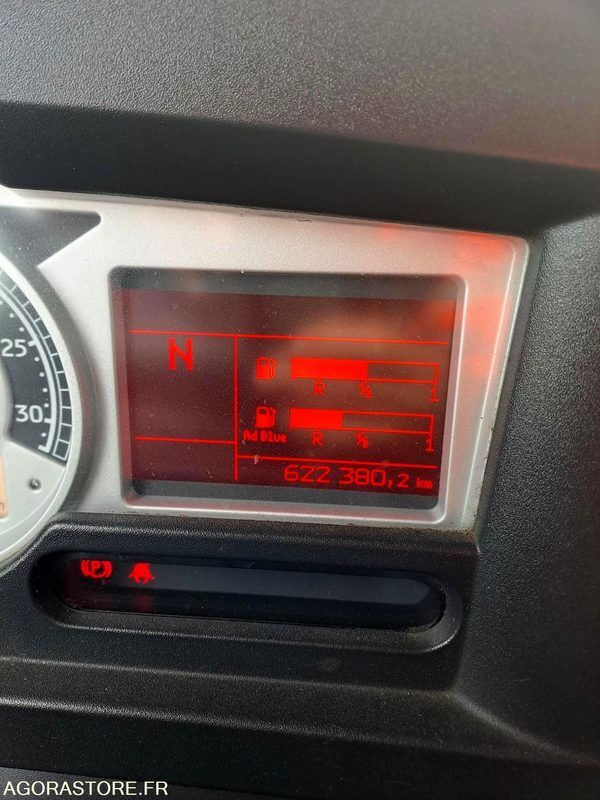 25
30
N
R ½ 1
Ad Blue
R ½ 1
622 380,2 km
(P)
AGORASTORE.FR